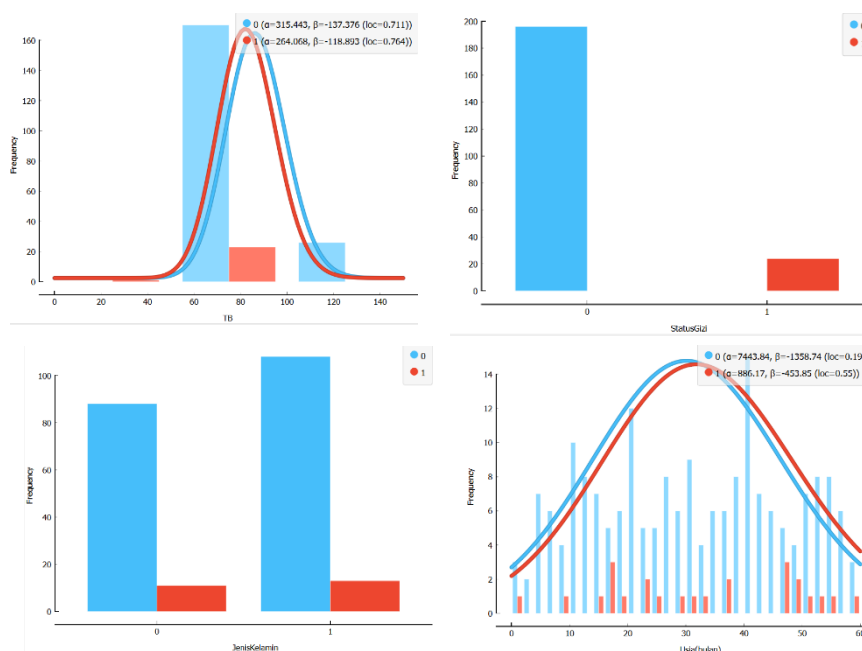 0 (α=315.443, β=-137.376 (loc=0.711))
1 (α=264.068, β=-118.893 (loc=0.764))
160
140
120
100
80
60
40
20
0
Frequency
0 20 40 60 80 100 120 140
TB
200
180
160
140
120
100
80
60
40
20
0
Frequency
0 1
StatusGizi
0
1
100
80
60
40
20
0
Frequency
0 1
JenisKelamin
0 (α=7443.84, β=-1358.74 (loc=0.19
1 (α=886.17, β=-453.85 (loc=0.55))
14
12
10
8
6
4
2
0
Frequency
0 10 20 30 40 50 60
Usia(bulan)